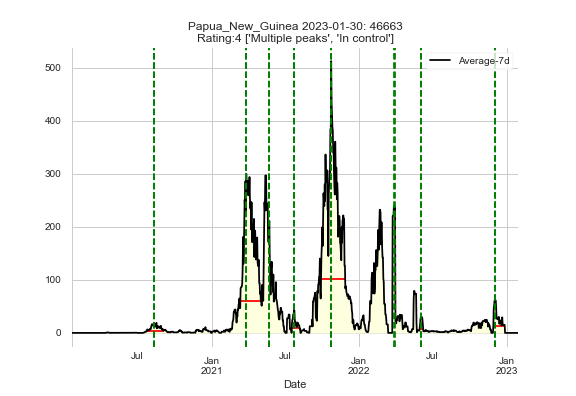 Papua_New_Guinea 2023-01-30: 46663
Rating:4 ['Multiple peaks', 'In control']
Average-7d
500
400
300
200
100
0
Jul
Jan
2021
Jul
Jan
2022
Jul
Jan
2023
Date